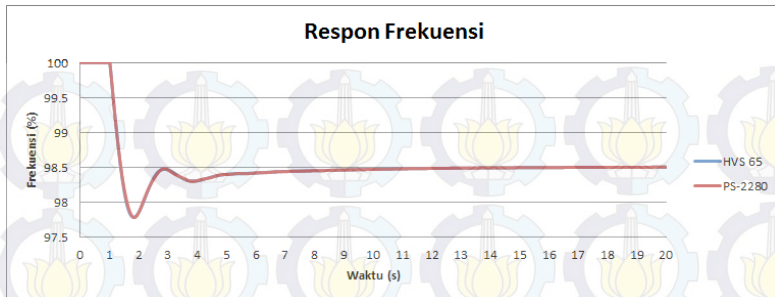 Respon Frekuensi
Frekuensi (%)
100
99.5
99
98.5
98
97.5
0 1 2 3 4 5 6 7 8 9 10 11 12 13 14 15 16 17 18 19 20
Waktu (s)
HVS 65
PS-2280